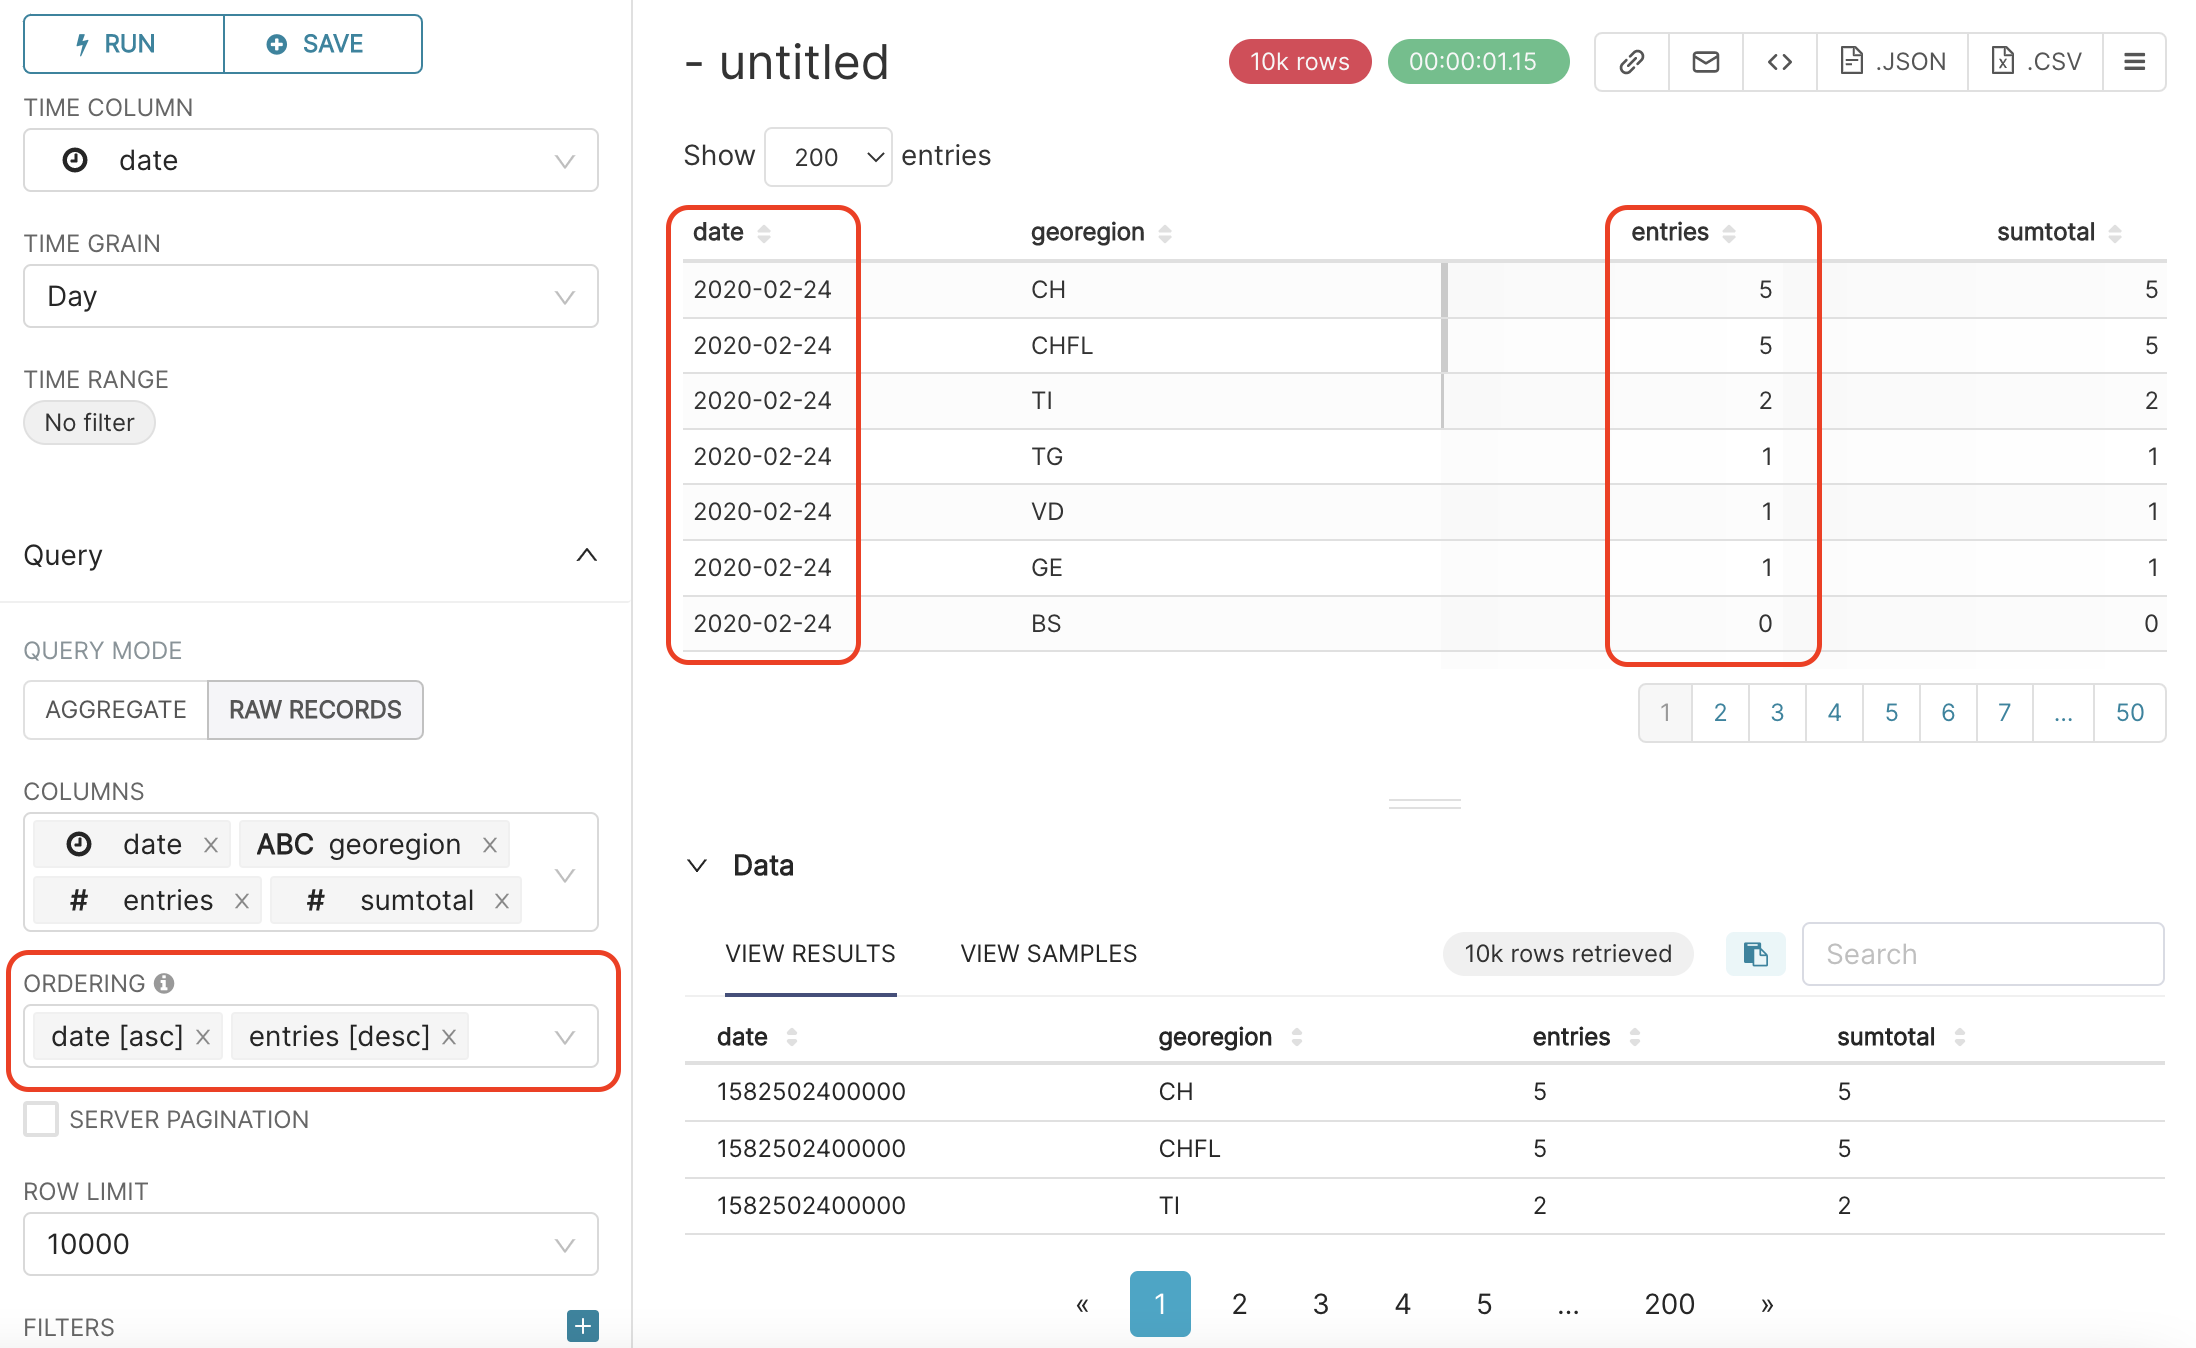 RUN SAVE
TIME COLUMN
date
TIME GRAIN
Day
TIME RANGE
No filter
Query
QUERY MODE
AGGREGATE RAW RECORDS
COLUMNS
date × ABC georegion ×
# entries × # sumtotal ×
ORDERING
date [asc] × entries [desc] ×
SERVER PAGINATION
ROW LIMIT
10000
FILTERS +
- untitled
10k rows 00:00:01.15 .JSON .CSV
Show 200 entries
date georegion entries sumtotal
2020-02-24 CH 5 5
2020-02-24 CHFL 5 5
2020-02-24 TI 2 2
2020-02-24 TG 1 1
2020-02-24 VD 1 1
2020-02-24 GE 1 1
2020-02-24 BS 0 0
1 2 3 4 5 6 7 ... 50
Data
VIEW RESULTS VIEW SAMPLES 10k rows retrieved Search
date georegion entries sumtotal
1582502400000 CH 5 5
1582502400000 CHFL 5 5
1582502400000 TI 2 2
« 1 2 3 4 5 ... 200 »